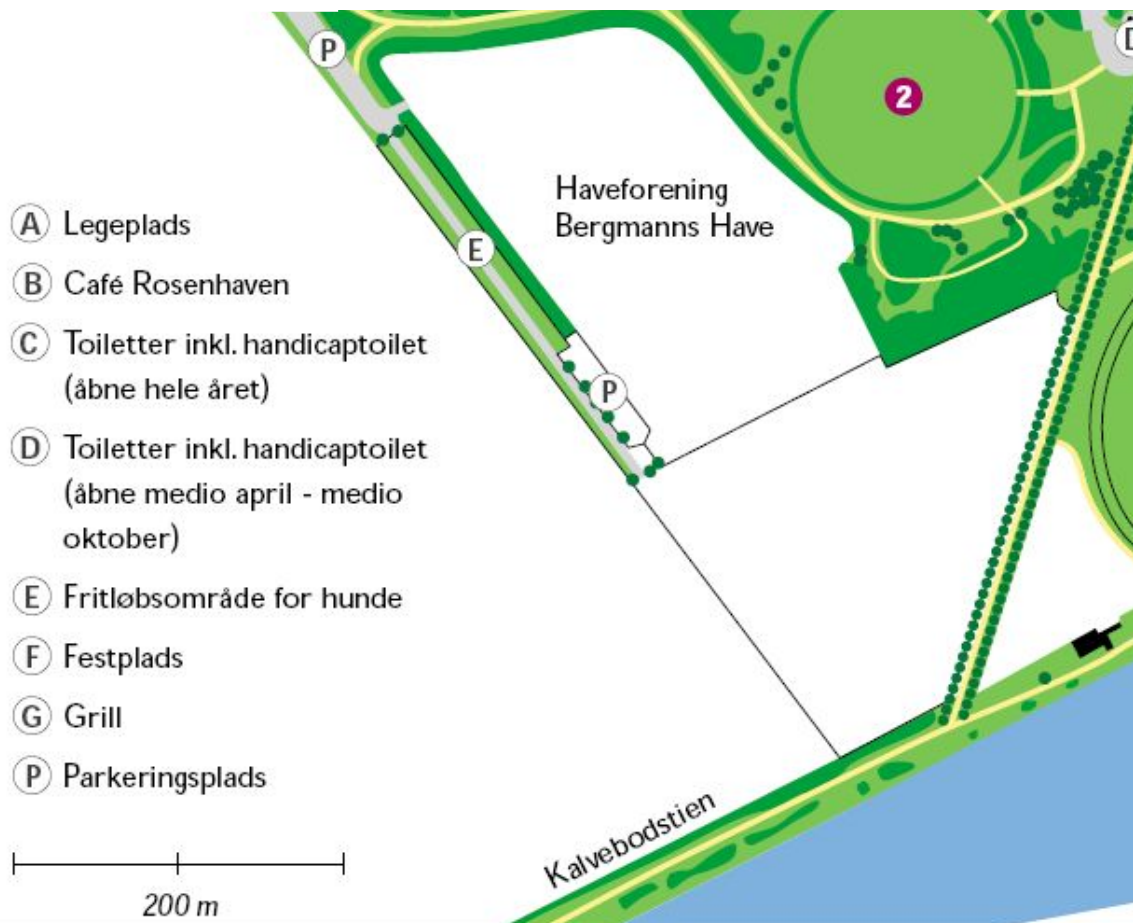 P
D
2
Haveforening
Bergmanns Have
E
P
A Legeplads
B Café Rosenhaven
C Toiletter inkl. handicaptoilet
(åbne hele året)
D Toiletter inkl. handicaptoilet
(åbne medio april - medio
oktober)
E Fritløbsområde for hunde
F Festplads
G Grill
P Parkeringsplads
Kalvebodstien
200 m